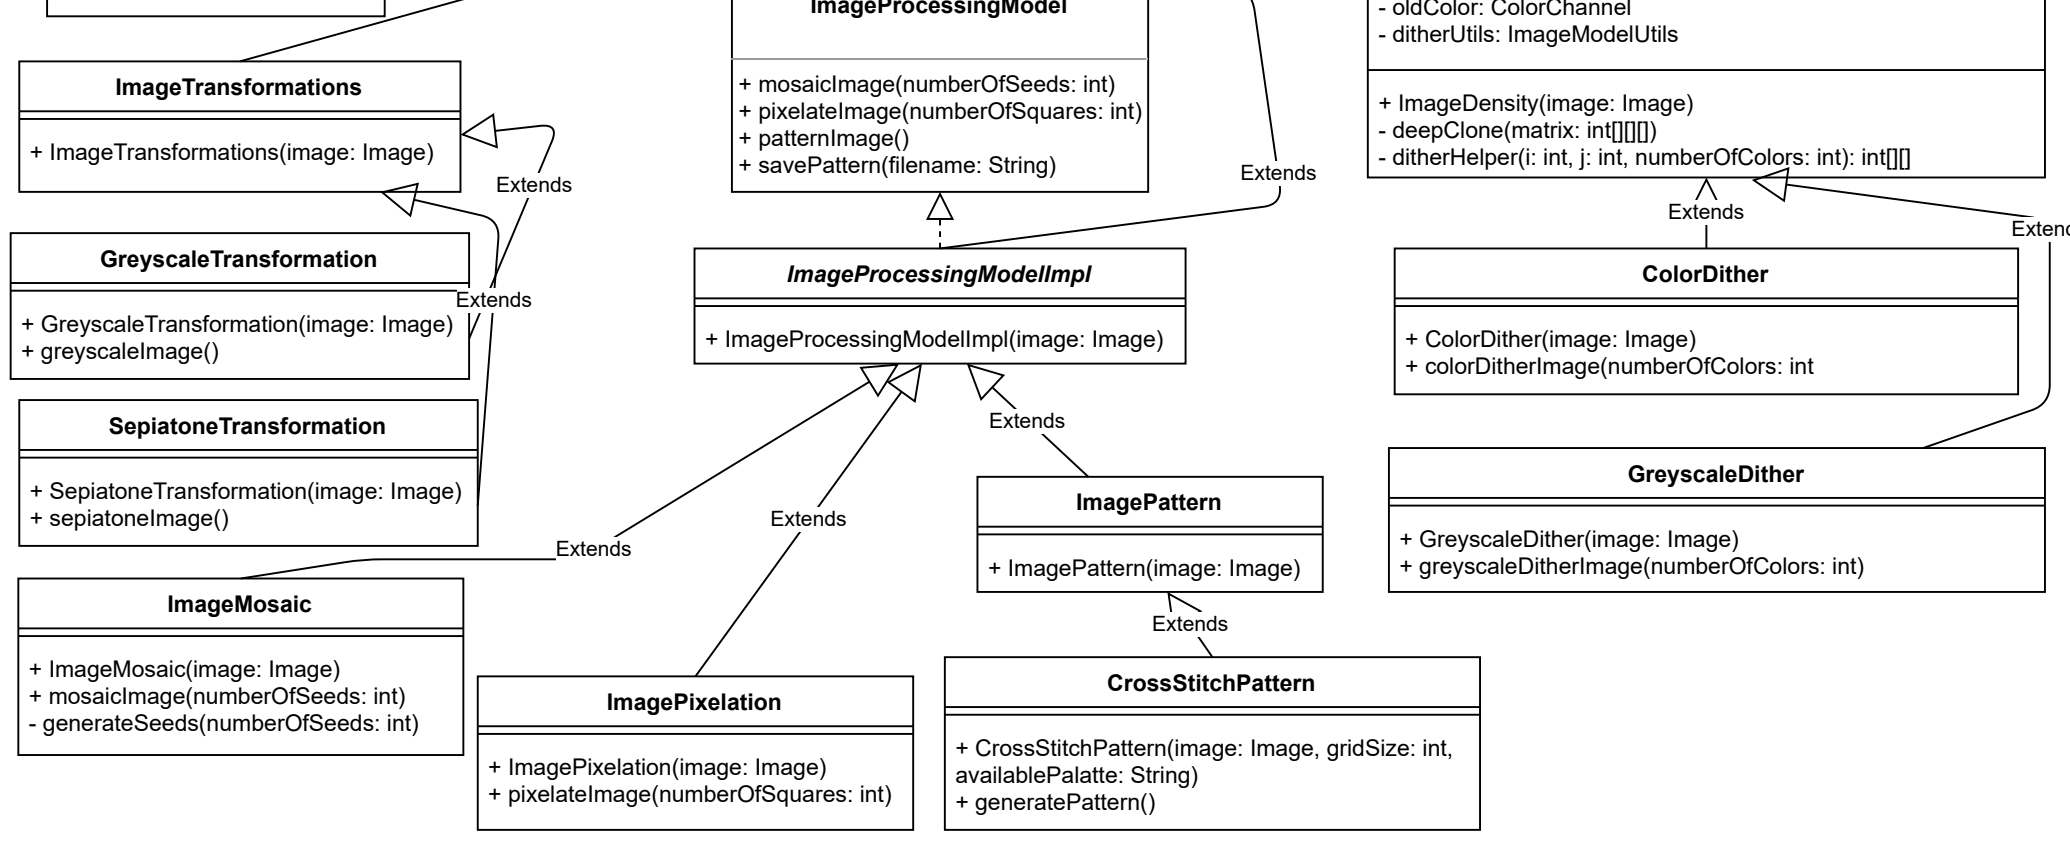 ImageProcessingModel
+ mosaicImage(numberOfSeeds: int)
+ pixelateImage(numberOfSquares: int)
+ patternImage()
+ savePattern(filename: String)
- oldColor: ColorChannel
- ditherUtils: ImageModelUtils
+ ImageDensity(image: Image)
- deepClone(matrix: int[][][])
- ditherHelper(i: int, j: int, numberOfColors: int): int[][]
ImageTransformations
+ ImageTransformations(image: Image)
Extends
Extends
Extends
Extends
GreyscaleTransformation
+ GreyscaleTransformation(image: Image)
+ greyscaleImage()
Extends
ImageProcessingModelImpl
+ ImageProcessingModelImpl(image: Image)
ColorDither
+ ColorDither(image: Image)
+ colorDitherImage(numberOfColors: int
SepiatoneTransformation
+ SepiatoneTransformation(image: Image)
+ sepiatoneImage()
Extends
Extends
Extends
ImagePattern
+ ImagePattern(image: Image)
GreyscaleDither
+ GreyscaleDither(image: Image)
+ greyscaleDitherImage(numberOfColors: int)
Extends
ImageMosaic
+ ImageMosaic(image: Image)
+ mosaicImage(numberOfSeeds: int)
- generateSeeds(numberOfSeeds: int)
ImagePixelation
+ ImagePixelation(image: Image)
+ pixelateImage(numberOfSquares: int)
CrossStitchPattern
+ CrossStitchPattern(image: Image, gridSize: int,
availablePalatte: String)
+ generatePattern()